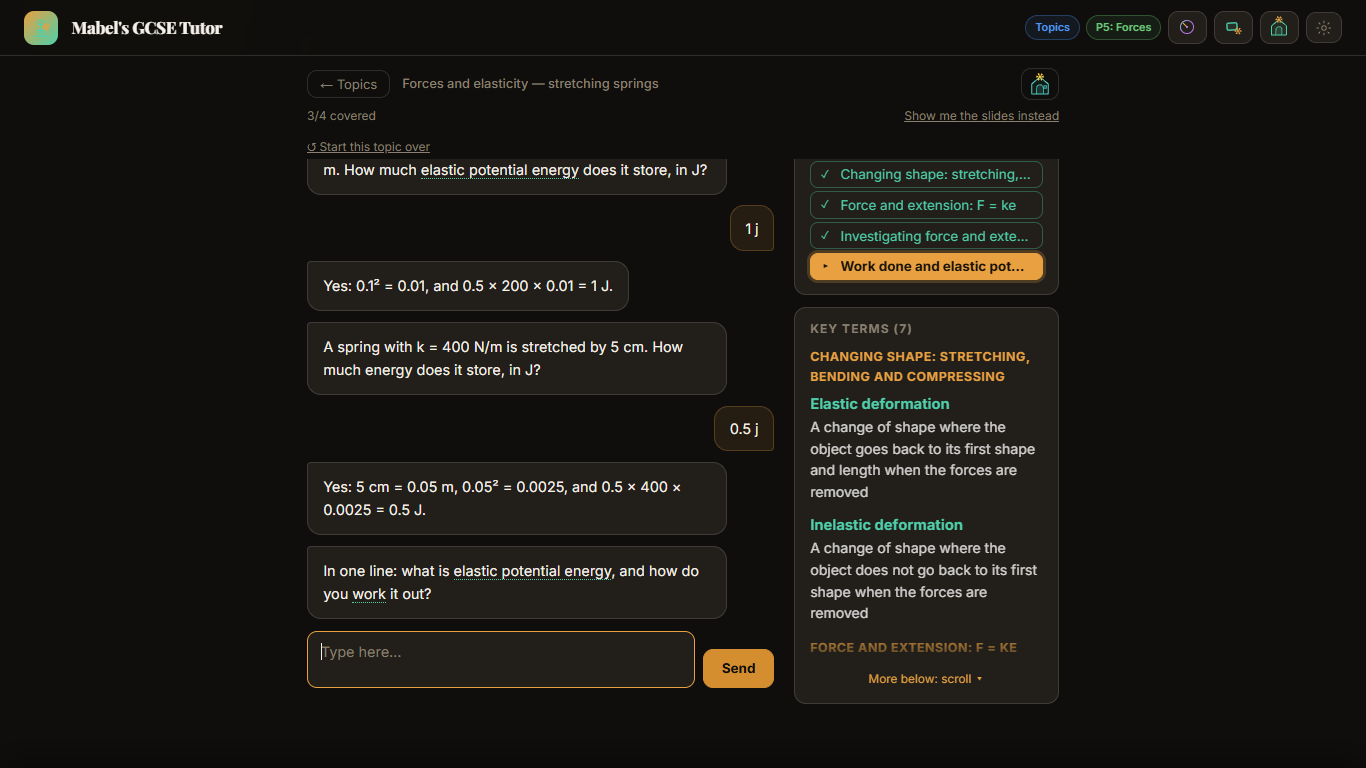 Mabel's GCSE Tutor
Topics
P5: Forces
← Topics
Forces and elasticity — stretching springs
3/4 covered
Show me the slides instead
↺ Start this topic over
m. How much elastic potential energy does it store, in J?
1 j
Yes: 0.1² = 0.01, and 0.5 × 200 × 0.01 = 1 J.
A spring with k = 400 N/m is stretched by 5 cm. How
much energy does it store, in J?
0.5 j
Yes: 5 cm = 0.05 m, 0.05² = 0.0025, and 0.5 × 400 ×
0.0025 = 0.5 J.
In one line: what is elastic potential energy, and how do
you work it out?
Type here...
Send
✓ Changing shape: stretching,...
✓ Force and extension: F = ke
✓ Investigating force and exte...
▸ Work done and elastic pot...
KEY TERMS (7)
CHANGING SHAPE: STRETCHING,
BENDING AND COMPRESSING
Elastic deformation
A change of shape where the
object goes back to its first shape
and length when the forces are
removed
Inelastic deformation
A change of shape where the
object does not go back to its first
shape when the forces are
removed
FORCE AND EXTENSION: F = KE
More below: scroll ▾